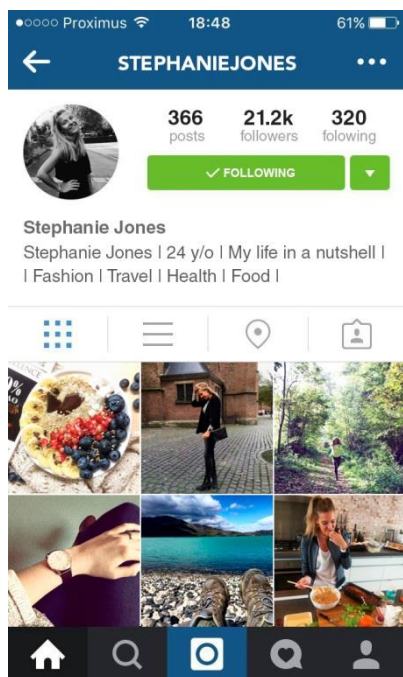 ●○○○○ Proximus 18:48 61%
STEPHANIEJONES •••
366 21.2k 320
posts followers folowing
✓ FOLLOWING
Stephanie Jones
Stephanie Jones I 24 y/o I My life in a nutshell I
I Fashion I Travel I Health I Food I